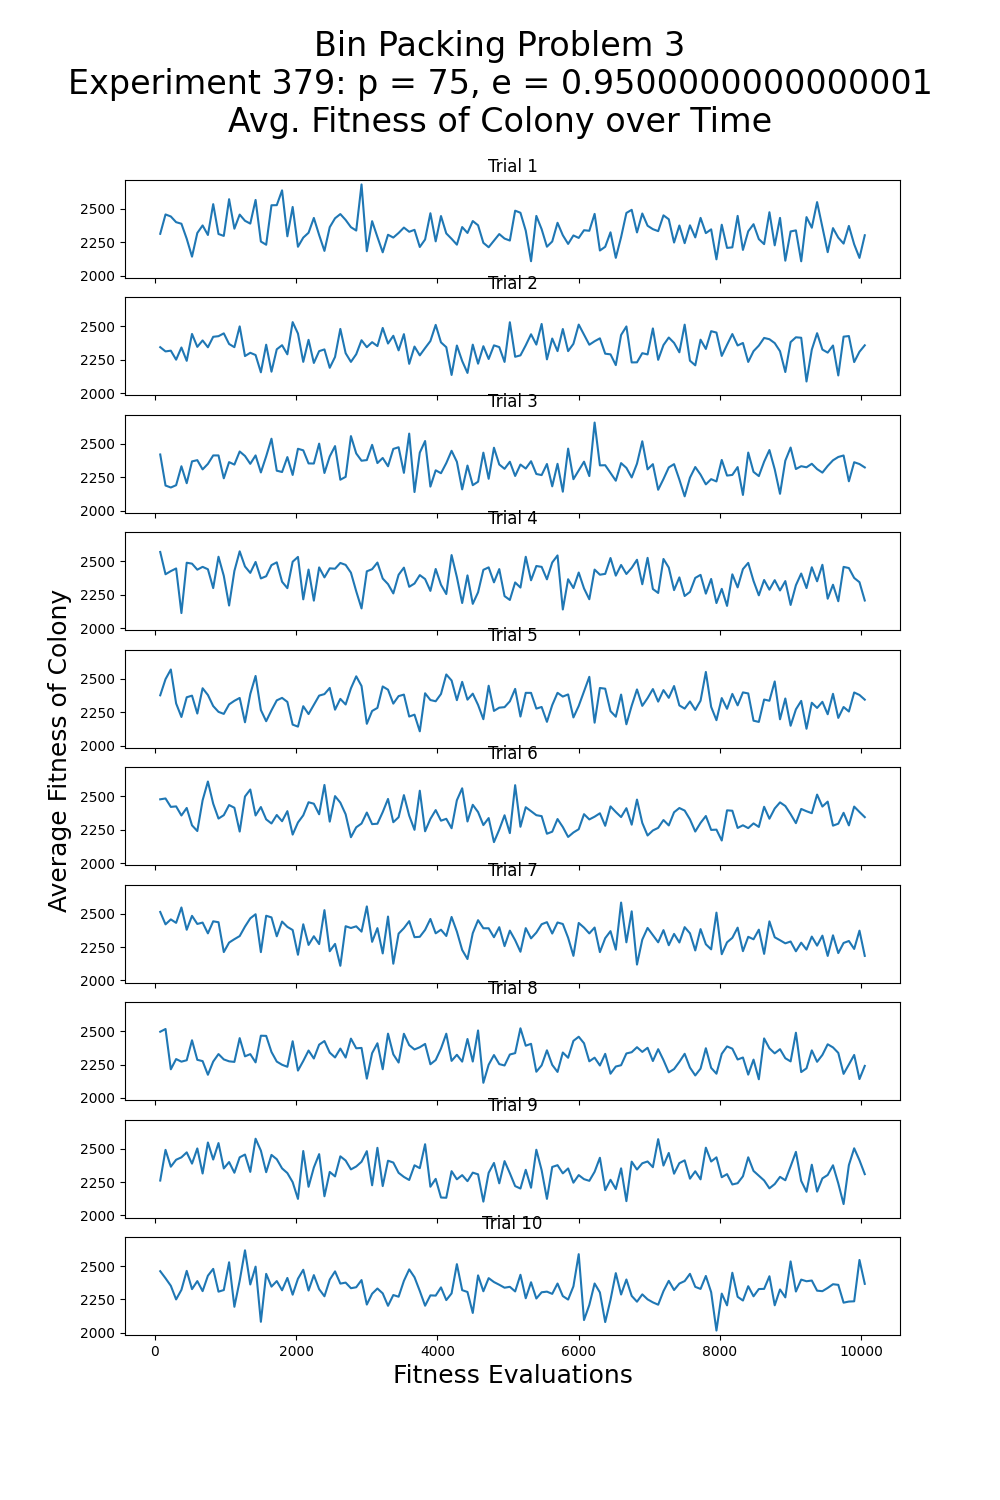 Bin Packing Problem 3
Experiment 379: p = 75, e = 0.9500000000000001
Avg. Fitness of Colony over Time
Trial 1
2500
2250
2000
Trial 2
2500
2250
2000
Trial 3
2500
2250
2000
Trial 4
2500
2250
2000
Trial 5
2500
2250
2000
Trial 6
2500
2250
2000
Trial 7
2500
2250
2000
Trial 8
2500
2250
2000
Trial 9
2500
2250
2000
Trial 10
2500
2250
2000
0 2000 4000 6000 8000 10000
Fitness Evaluations
Average Fitness of Colony